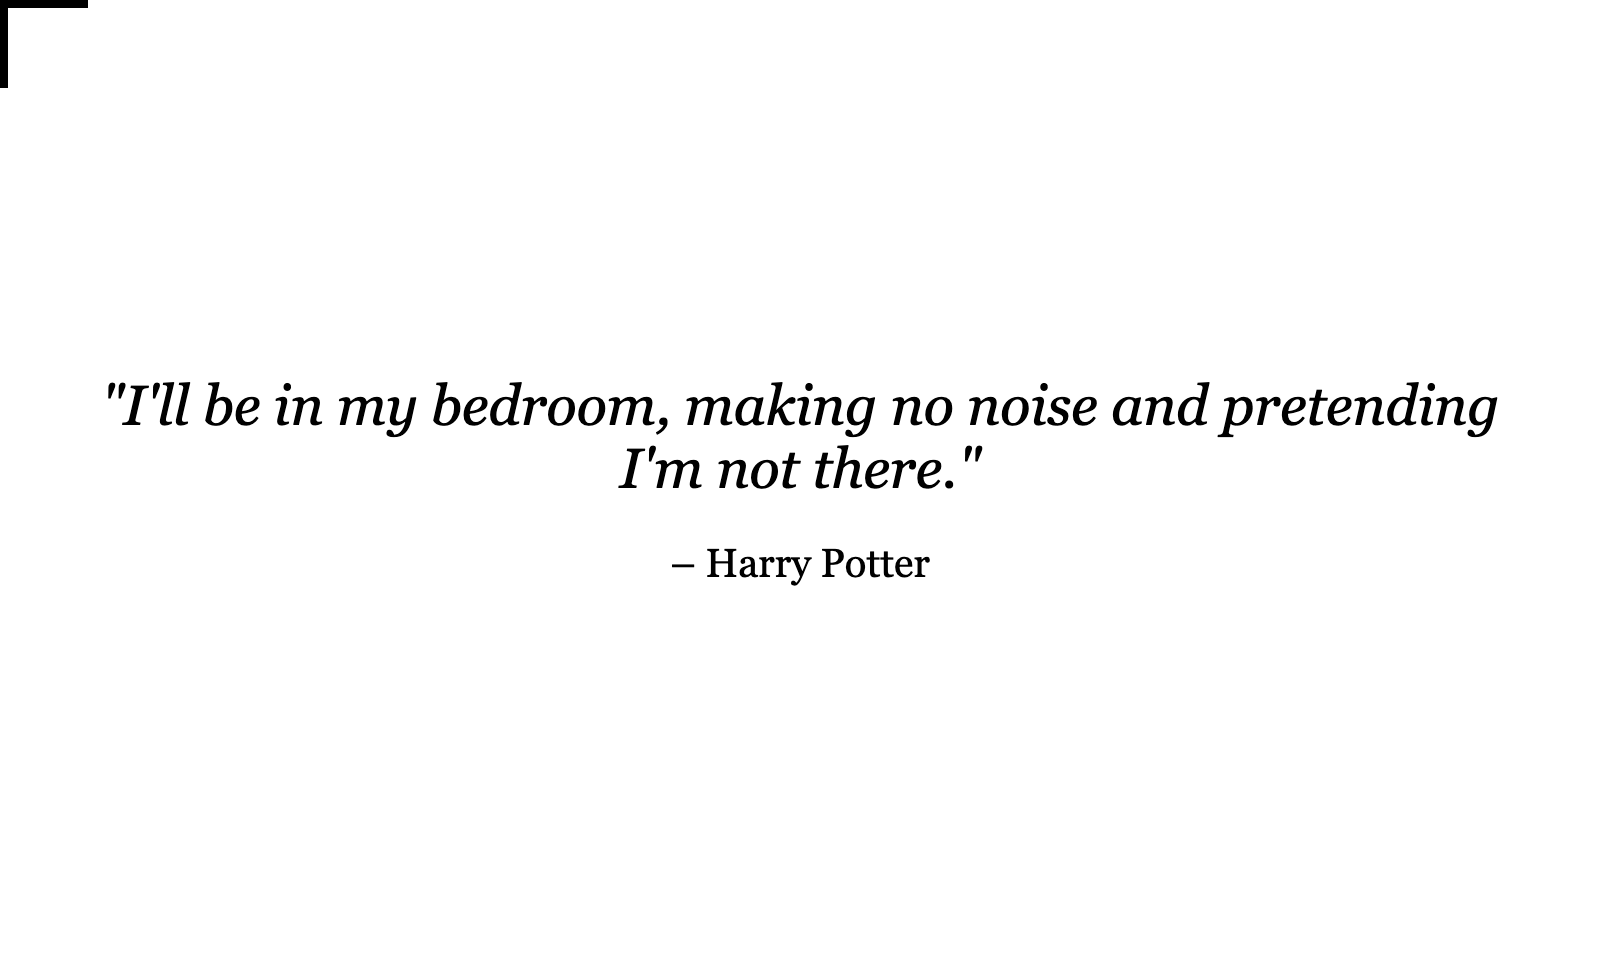 "I'll be in my bedroom, making no noise and pretending
I'm not there."
– Harry Potter